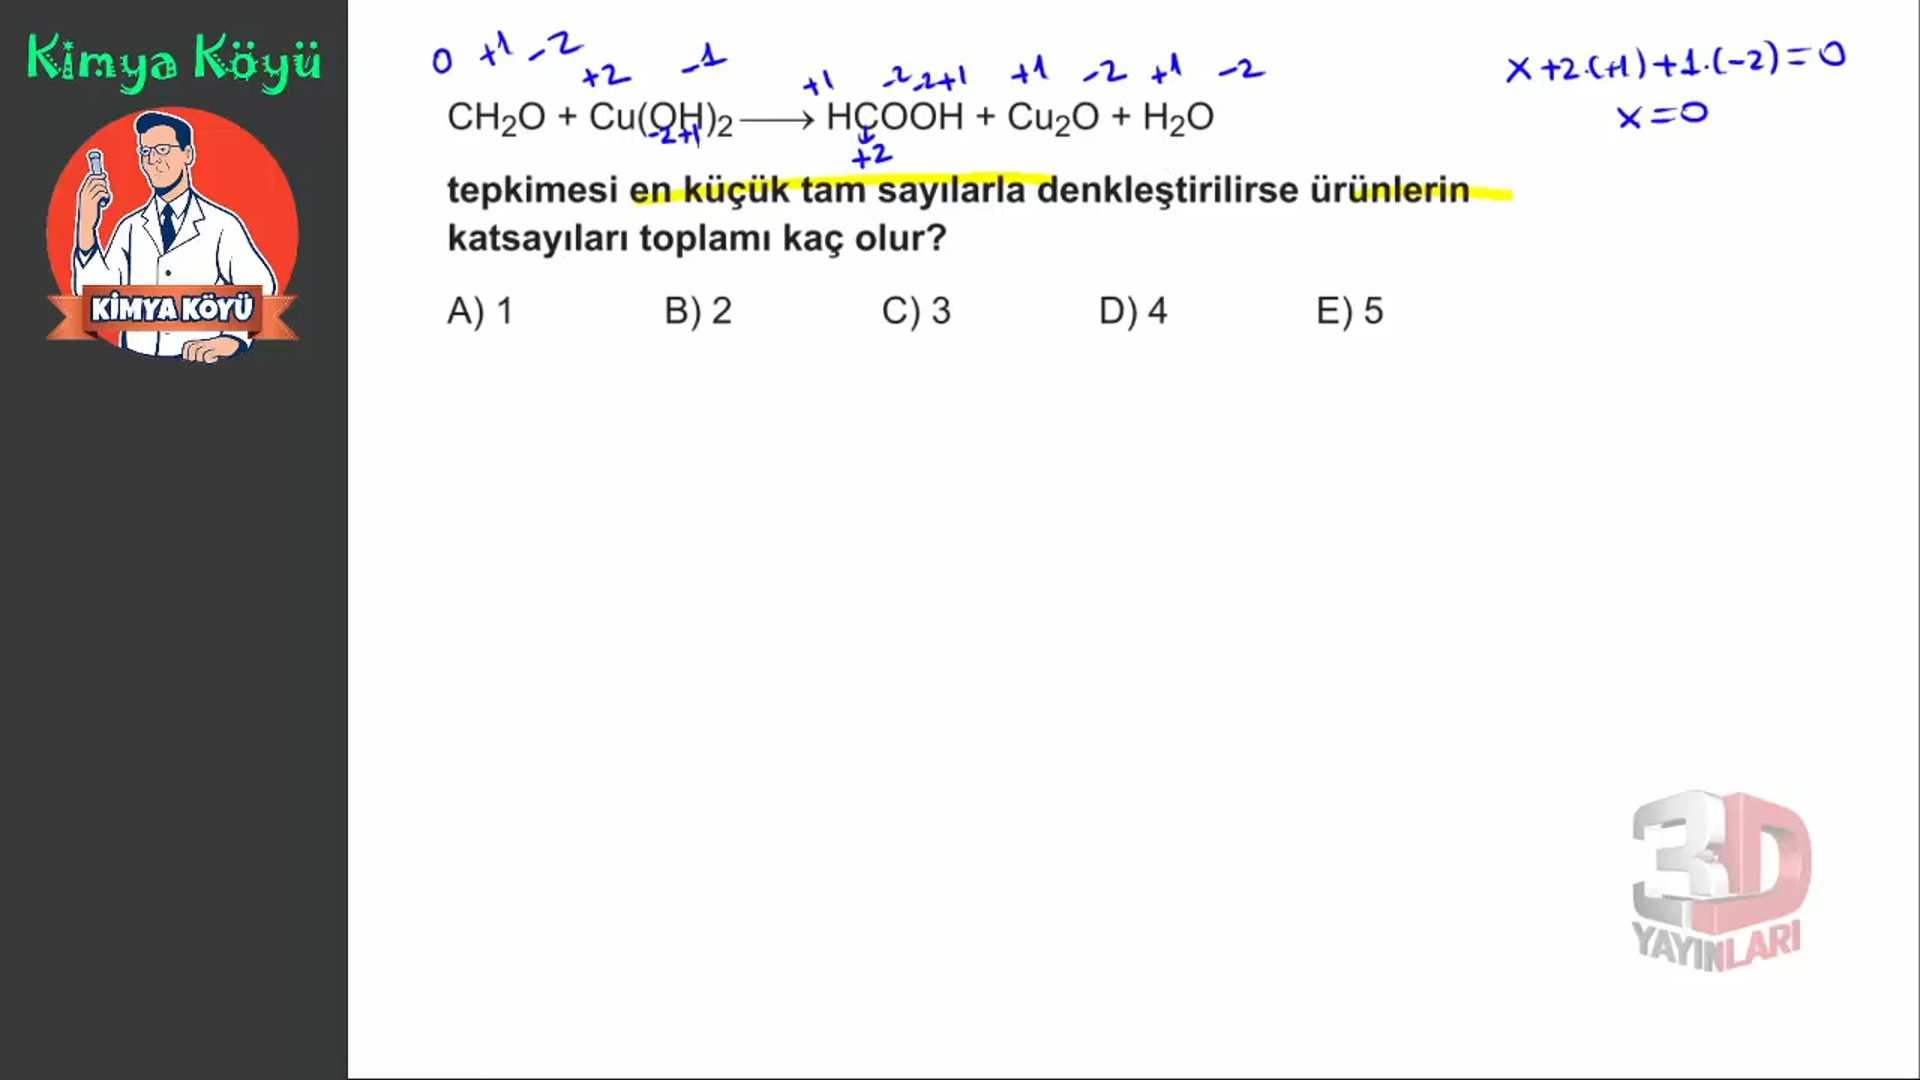 Kimya Köyü
KİMYA KÖYÜ
0 +1 -2 +2 -1 +1 -2 -2 +1 +1 -2 +1 -2
x+2.(+1)+1.(-2)=0
x=0
CH₂O + Cu(OH)₂ ⟶ HCOOH + Cu₂O + H₂O
-2+1
+2
tepkimesi en küçük tam sayılarla denkleştirilirse ürünlerin
katsayıları toplamı kaç olur?
A) 1 B) 2 C) 3 D) 4 E) 5
3D
YAYINLARI